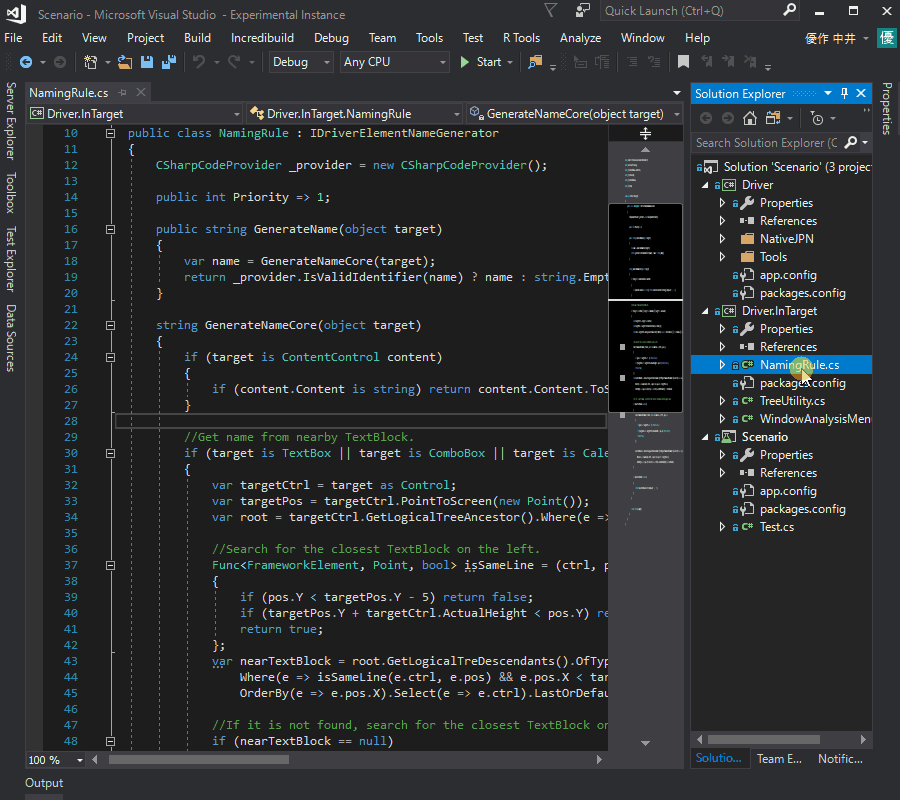 Scenario - Microsoft Visual Studio - Experimental Instance
Quick Launch (Ctrl+Q)
File Edit View Project Build Incredibuild Debug Team Tools Test R Tools Analyze Window Help
優作 中井 優
Debug Any CPU Start
Server Explorer
Toolbox
Test Explorer
Data Sources
NamingRule.cs
Driver.InTarget Driver.InTarget.NamingRule GenerateNameCore(object target)
10 public class NamingRule : IDriverElementNameGenerator
11 {
12 CSharpCodeProvider _provider = new CSharpCodeProvider();
13
14 public int Priority => 1;
15
16 public string GenerateName(object target)
17 {
18 var name = GenerateNameCore(target);
19 return _provider.IsValidIdentifier(name) ? name : string.Empt
20 }
21
22 string GenerateNameCore(object target)
23 {
24 if (target is ContentControl content)
25 {
26 if (content.Content is string) return content.Content.ToS
27 }
28
29 //Get name from nearby TextBlock.
30 if (target is TextBox || target is ComboBox || target is Cale
31 {
32 var targetCtrl = target as Control;
33 var targetPos = targetCtrl.PointToScreen(new Point());
34 var root = targetCtrl.GetLogicalTreeAncestor().Where(e =>
35
36 //Search for the closest TextBlock on the left.
37 Func<FrameworkElement, Point, bool> isSameLine = (ctrl, p
38 {
39 if (pos.Y < targetPos.Y - 5) return false;
40 if (targetPos.Y + targetCtrl.ActualHeight < pos.Y) re
41 return true;
42 };
43 var nearTextBlock = root.GetLogicalTreDescendants().OfTyp
44 Where(e => isSameLine(e.ctrl, e.pos) && e.pos.X < tar
45 OrderBy(e => e.pos.X).Select(e => e.ctrl).LastOrDefau
46
47 //If it is not found, search for the closest TextBlock on
48 if (nearTextBlock == null)
100 %
Output
Solution Explorer
Search Solution Explorer (C
Solution 'Scenario' (3 project
Driver
Properties
References
NativeJPN
Tools
app.config
packages.config
Driver.InTarget
Properties
References
NamingRule.cs
packages.config
TreeUtility.cs
WindowAnalysisMen
Scenario
Properties
References
app.config
packages.config
Test.cs
Solutio... Team E... Notific...
Properties